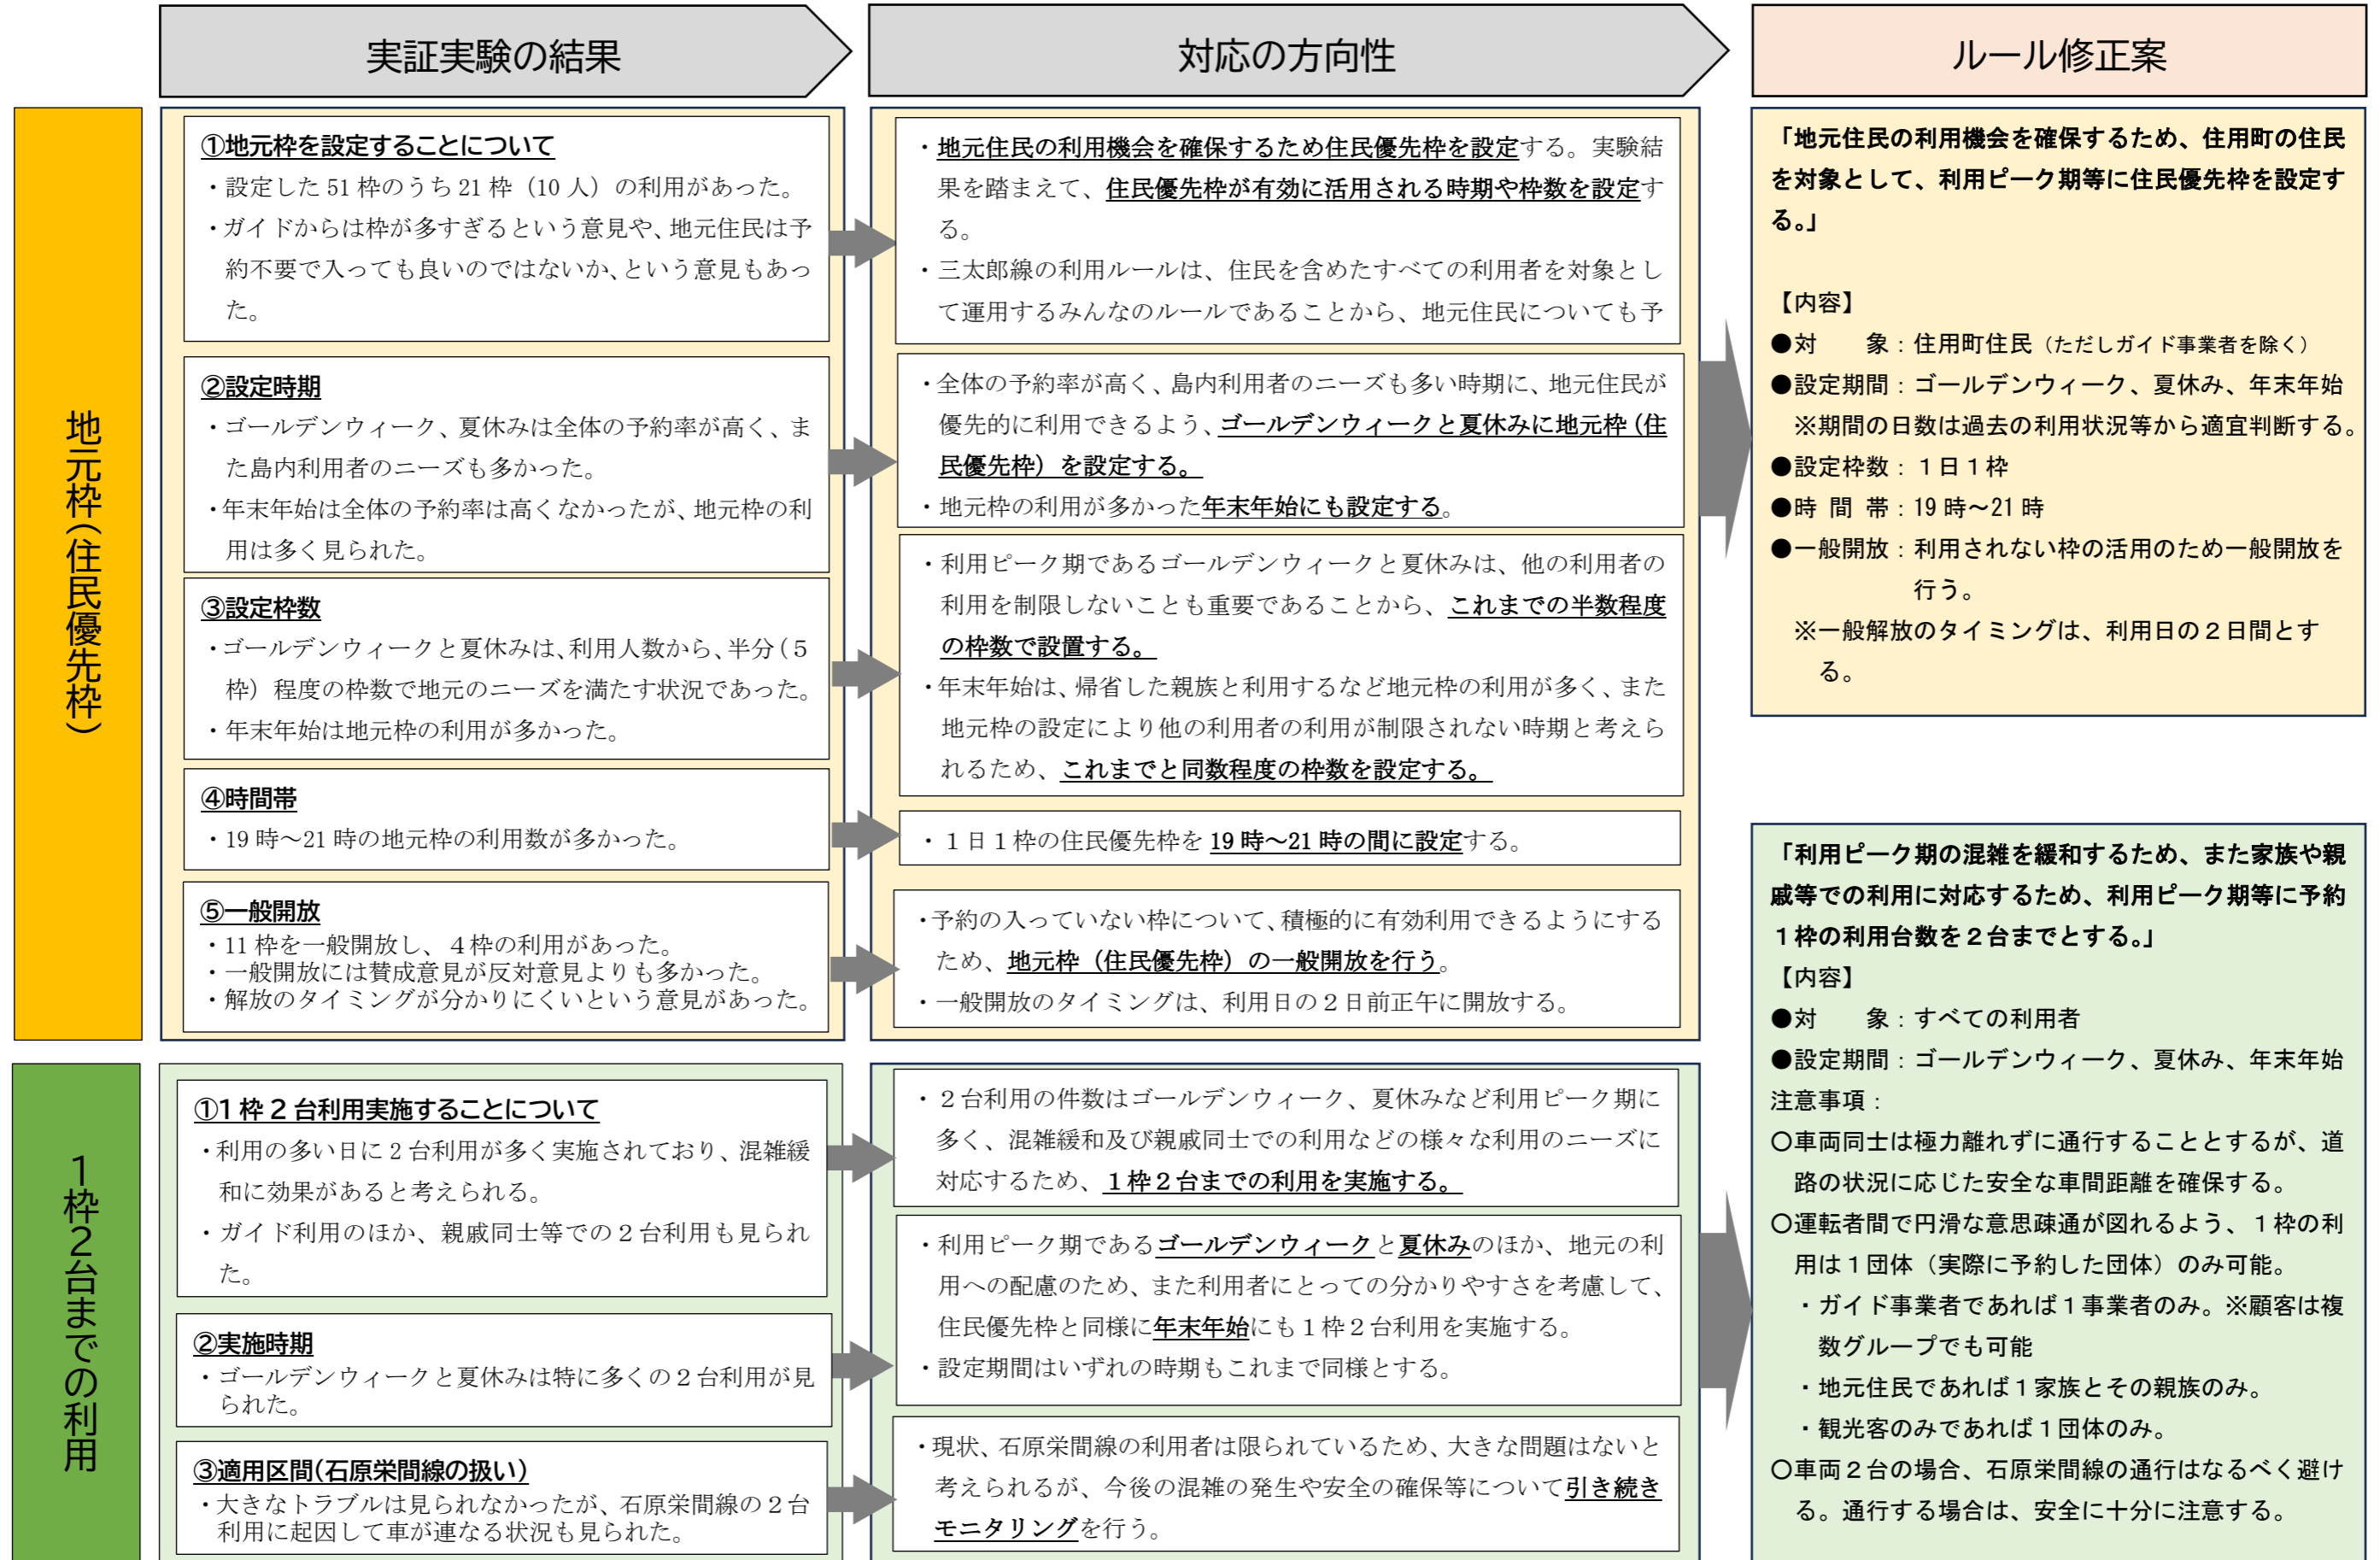 実証実験の結果
対応の方向性
ルール修正案
地元枠（住民優先枠）
①地元枠を設定することについて
・設定した 51 枠のうち 21 枠（10 人）の利用があった。
・ガイドからは枠が多すぎるという意見や、地元住民は予
約不要で入っても良いのではないか、という意見もあっ
た。
②設定時期
・ゴールデンウィーク、夏休みは全体の予約率が高く、ま
た島内利用者のニーズも多かった。
・年末年始は全体の予約率は高くなかったが、地元枠の利
用は多く見られた。
③設定枠数
・ゴールデンウィークと夏休みは、利用人数から、半分（５
枠）程度の枠数で地元のニーズを満たす状況であった。
・年末年始は地元枠の利用が多かった。
④時間帯
・19 時～21 時の地元枠の利用数が多かった。
⑤一般開放
・11 枠を一般開放し、４枠の利用があった。
・一般開放には賛成意見が反対意見よりも多かった。
・解放のタイミングが分かりにくいという意見があった。
・地元住民の利用機会を確保するため住民優先枠を設定する。実験結
果を踏まえて、住民優先枠が有効に活用される時期や枠数を設定す
る。
・三太郎線の利用ルールは、住民を含めたすべての利用者を対象とし
て運用するみんなのルールであることから、地元住民についても予
・全体の予約率が高く、島内利用者のニーズも多い時期に、地元住民が
優先的に利用できるよう、ゴールデンウィークと夏休みに地元枠（住
民優先枠）を設定する。
・地元枠の利用が多かった年末年始にも設定する。
・利用ピーク期であるゴールデンウィークと夏休みは、他の利用者の
利用を制限しないことも重要であることから、これまでの半数程度
の枠数で設置する。
・年末年始は、帰省した親族と利用するなど地元枠の利用が多く、また
地元枠の設定により他の利用者の利用が制限されない時期と考えら
れるため、これまでと同数程度の枠数を設定する。
・１日１枠の住民優先枠を 19 時～21 時の間に設定する。
・予約の入っていない枠について、積極的に有効利用できるようにする
ため、地元枠（住民優先枠）の一般開放を行う。
・一般開放のタイミングは、利用日の２日前正午に開放する。
「地元住民の利用機会を確保するため、住用町の住民
を対象として、利用ピーク期等に住民優先枠を設定す
る。」
【内容】
●対　　象：住用町住民（ただしガイド事業者を除く）
●設定期間：ゴールデンウィーク、夏休み、年末年始
※期間の日数は過去の利用状況等から適宜判断する。
●設定枠数：１日１枠
●時 間 帯：19 時～21 時
●一般開放：利用されない枠の活用のため一般開放を
行う。
※一般解放のタイミングは、利用日の２日間とす
る。
１枠２台までの利用
①1 枠 2 台利用実施することについて
・利用の多い日に 2 台利用が多く実施されており、混雑緩
和に効果があると考えられる。
・ガイド利用のほか、親戚同士等での２台利用も見られ
た。
②実施時期
・ゴールデンウィークと夏休みは特に多くの２台利用が見
られた。
③適用区間(石原栄間線の扱い)
・大きなトラブルは見られなかったが、石原栄間線の２台
利用に起因して車が連なる状況も見られた。
・２台利用の件数はゴールデンウィーク、夏休みなど利用ピーク期に
多く、混雑緩和及び親戚同士での利用などの様々な利用のニーズに
対応するため、１枠２台までの利用を実施する。
・利用ピーク期であるゴールデンウィークと夏休みのほか、地元の利
用への配慮のため、また利用者にとっての分かりやすさを考慮して、
住民優先枠と同様に年末年始にも１枠２台利用を実施する。
・設定期間はいずれの時期もこれまで同様とする。
・現状、石原栄間線の利用者は限られているため、大きな問題はないと
考えられるが、今後の混雑の発生や安全の確保等について引き続き
モニタリングを行う。
「利用ピーク期の混雑を緩和するため、また家族や親
戚等での利用に対応するため、利用ピーク期等に予約
１枠の利用台数を２台までとする。」
【内容】
●対　　象：すべての利用者
●設定期間：ゴールデンウィーク、夏休み、年末年始
注意事項：
〇車両同士は極力離れずに通行することとするが、道
路の状況に応じた安全な車間距離を確保する。
〇運転者間で円滑な意思疎通が図れるよう、１枠の利
用は１団体（実際に予約した団体）のみ可能。
・ガイド事業者であれば１事業者のみ。※顧客は複
数グループでも可能
・地元住民であれば１家族とその親族のみ。
・観光客のみであれば１団体のみ。
〇車両２台の場合、石原栄間線の通行はなるべく避け
る。通行する場合は、安全に十分に注意する。